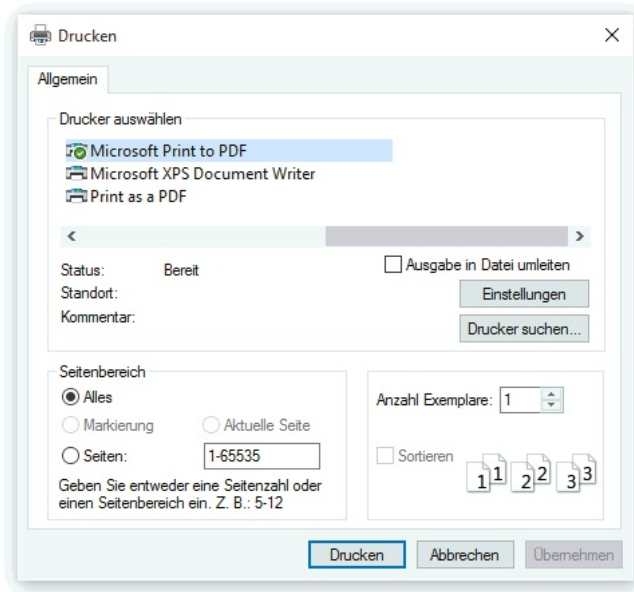 Drucken
Allgemein
Drucker auswählen
Microsoft Print to PDF
Microsoft XPS Document Writer
Print as a PDF
Status: Bereit
Ausgabe in Datei umleiten
Standort:
Einstellungen
Kommentar:
Drucker suchen...
Seitenbereich
Alles
Markierung Aktuelle Seite
Seiten: 1-65535
Geben Sie entweder eine Seitenzahl oder
einen Seitenbereich ein. Z. B.: 5-12
Anzahl Exemplare: 1
Sortieren
1 1 2 2 3 3
Drucken Abbrechen Übernehmen